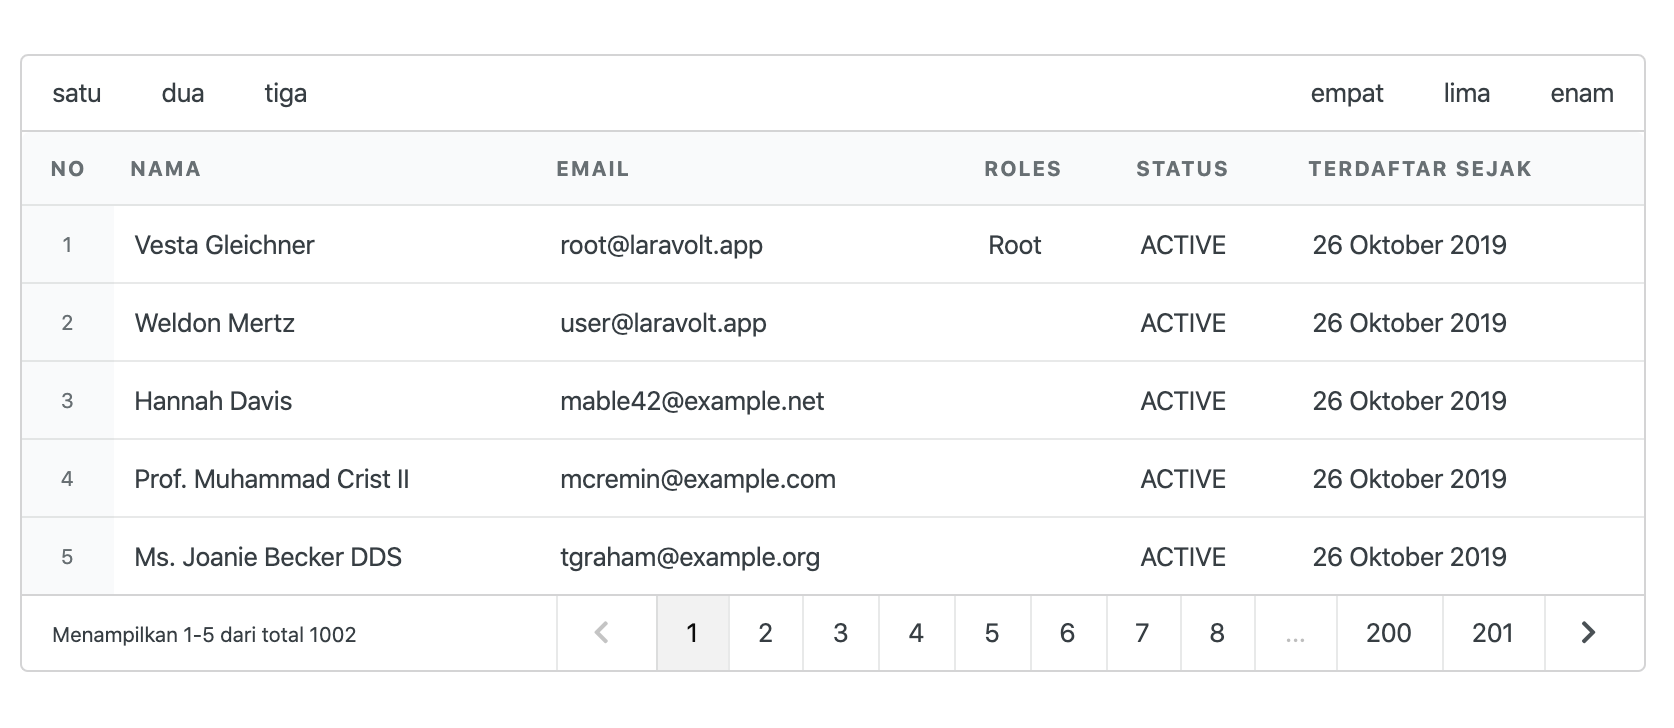 satu dua tiga empat lima enam
NO NAMA EMAIL ROLES STATUS TERDAFTAR SEJAK
1 Vesta Gleichner root@laravolt.app Root ACTIVE 26 Oktober 2019
2 Weldon Mertz user@laravolt.app ACTIVE 26 Oktober 2019
3 Hannah Davis mable42@example.net ACTIVE 26 Oktober 2019
4 Prof. Muhammad Crist II mcremin@example.com ACTIVE 26 Oktober 2019
5 Ms. Joanie Becker DDS tgraham@example.org ACTIVE 26 Oktober 2019
Menampilkan 1-5 dari total 1002 1 2 3 4 5 6 7 8 ... 200 201